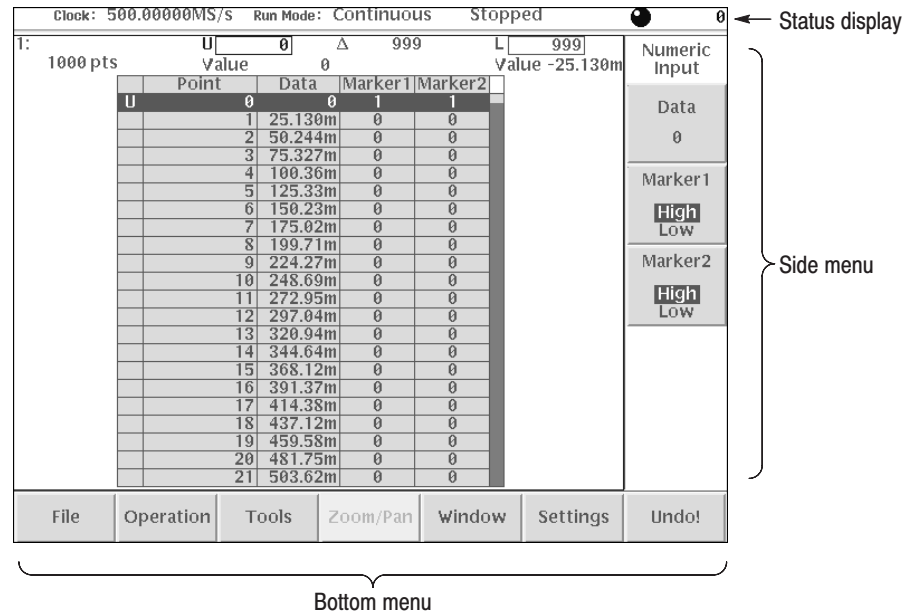 Clock: 500.00000MS/s Run Mode: Continuous Stopped 0
Status display
1: U 0 Δ 999 L 999
1000 pts Value 0 Value -25.130m
Numeric
Input
Point Data Marker1 Marker2
U 0 0 1 1
1 25.130m 0 0
2 50.244m 0 0
3 75.327m 0 0
4 100.36m 0 0
5 125.33m 0 0
6 150.23m 0 0
7 175.02m 0 0
8 199.71m 0 0
9 224.27m 0 0
10 248.69m 0 0
11 272.95m 0 0
12 297.04m 0 0
13 320.94m 0 0
14 344.64m 0 0
15 368.12m 0 0
16 391.37m 0 0
17 414.38m 0 0
18 437.12m 0 0
19 459.58m 0 0
20 481.75m 0 0
21 503.62m 0 0
Data
0
Marker1
High
Low
Marker2
High
Low
Side menu
File Operation Tools Zoom/Pan Window Settings Undo!
Bottom menu